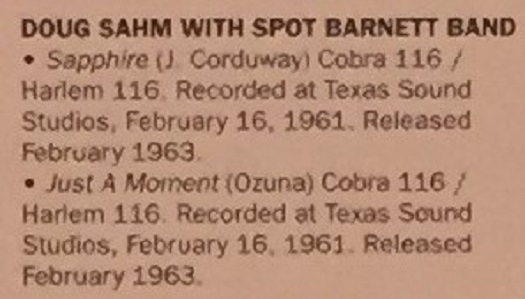 DOUG SAHM WITH SPOT BARNETT BAND
• Sapphire (J. Corduway) Cobra 116 /
Harlem 116. Recorded at Texas Sound
Studios, February 16, 1961. Released
February 1963.
• Just A Moment (Ozuna) Cobra 116 /
Harlem 116. Recorded at Texas Sound
Studios, February 16, 1961. Released
February 1963.